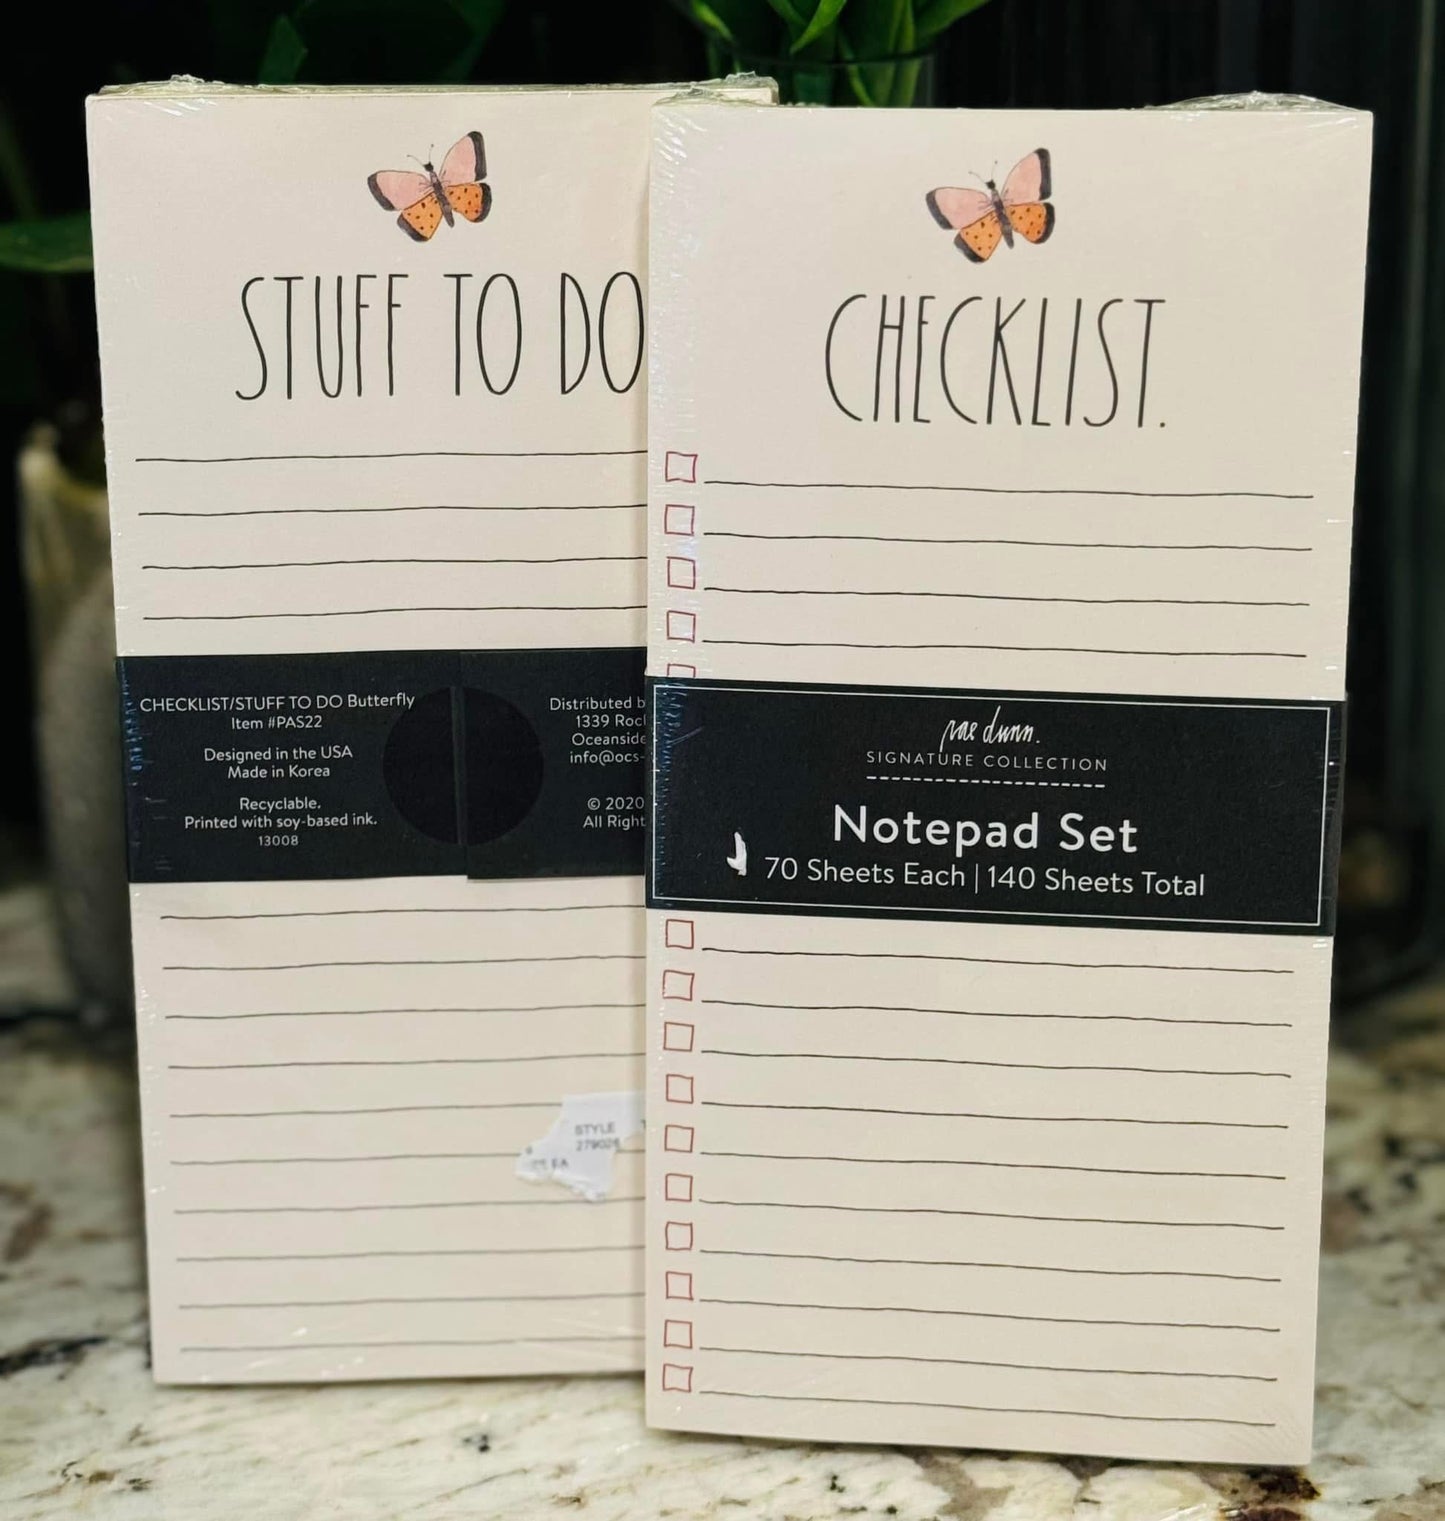 STUFF TO DO
CHECKLIST/STUFF TO DO Butterfly
Item #PAS22
Designed in the USA
Made in Korea
Recyclable.
Printed with soy-based ink.
13008
Distributed
1339
Oceanside
info@ocs-
© 2020
All
STYLE
CHECKLIST.
rae dunn.
SIGNATURE COLLECTION
Notepad Set
70 Sheets Each | 140 Sheets Total